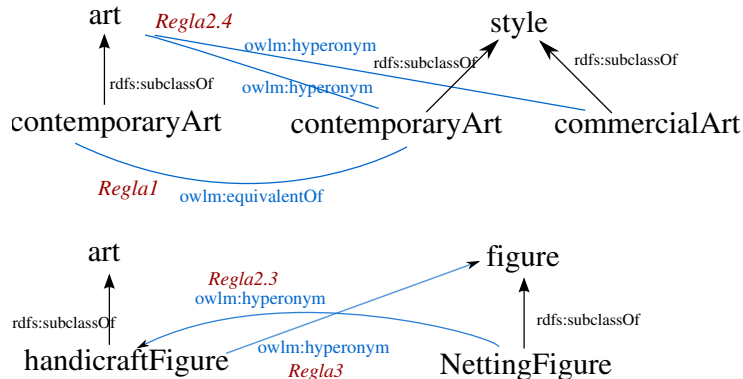 art
Regla2.4
style
owlm:hyperonym
rdfs:subclassOf
rdfs:subclassOf
rdfs:subclassOf
owlm:hyperonym
contemporaryArt
contemporaryArt
commercialArt
Regla1
owlm:equivalentOf
art
figure
Regla2.3
owlm:hyperonym
rdfs:subclassOf
rdfs:subclassOf
owlm:hyperonym
handicraftFigure
NettingFigure
Regla3